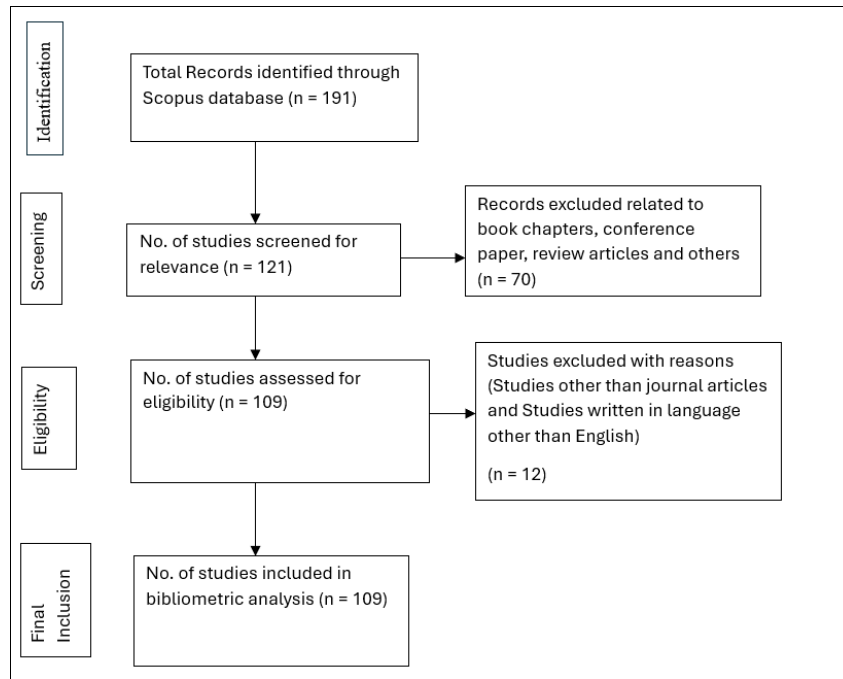 Identification
Total Records identified through
Scopus database (n = 191)
Screening
No. of studies screened for
relevance (n = 121)
Records excluded related to
book chapters, conference
paper, review articles and others
(n = 70)
Eligibility
No. of studies assessed for
eligibility (n = 109)
Studies excluded with reasons
(Studies other than journal articles
and Studies written in language
other than English)
(n = 12)
Final
Inclusion
No. of studies included in
bibliometric analysis (n = 109)